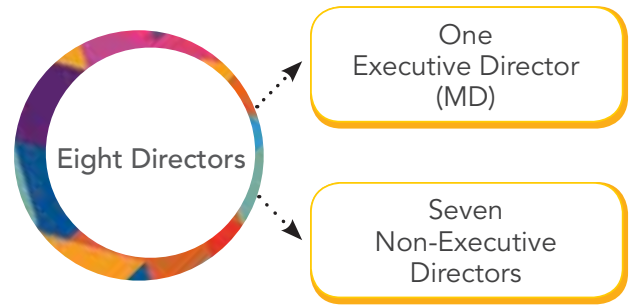 Eight Directors
One
Executive Director
(MD)
Seven
Non-Executive
Directors